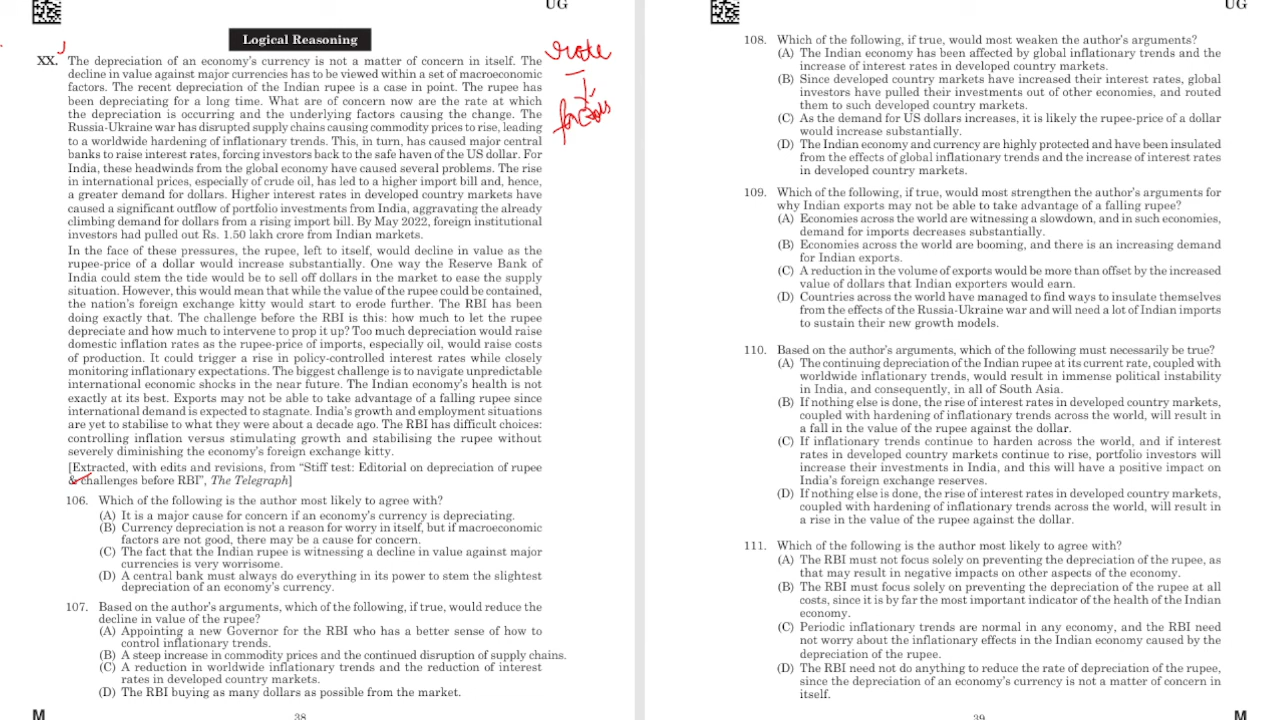 UG
Logical Reasoning
rate
factors
XX. The depreciation of an economy's currency is not a matter of concern in itself. The
decline in value against major currencies has to be viewed within a set of macroeconomic
factors. The recent depreciation of the Indian rupee is a case in point. The rupee has
been depreciating for a long time. What are of concern now are the rate at which
the depreciation is occurring and the underlying factors causing the change. The
Russia-Ukraine war has disrupted supply chains causing commodity prices to rise, leading
to a worldwide hardening of inflationary trends. This, in turn, has caused major central
banks to raise interest rates, forcing investors back to the safe haven of the US dollar. For
India, these headwinds from the global economy have caused several problems. The rise
in international prices, especially of crude oil, has led to a higher import bill and, hence,
a greater demand for dollars. Higher interest rates in developed country markets have
caused a significant outflow of portfolio investments from India, aggravating the already
climbing demand for dollars from a rising import bill. By May 2022, foreign institutional
investors had pulled out Rs. 1.50 lakh crore from Indian markets.
In the face of these pressures, the rupee, left to itself, would decline in value as the
rupee-price of a dollar would increase substantially. One way the Reserve Bank of
India could stem the tide would be to sell off dollars in the market to ease the supply
situation. However, this would mean that while the value of the rupee could be contained,
the nation's foreign exchange kitty would start to erode further. The RBI has been
doing exactly that. The challenge before the RBI is this: how much to let the rupee
depreciate and how much to intervene to prop it up? Too much depreciation would raise
domestic inflation rates as the rupee-price of imports, especially oil, would raise costs
of production. It could trigger a rise in policy-controlled interest rates while closely
monitoring inflationary expectations. The biggest challenge is to navigate unpredictable
international economic shocks in the near future. The Indian economy's health is not
exactly at its best. Exports may not be able to take advantage of a falling rupee since
international demand is expected to stagnate. India's growth and employment situations
are yet to stabilise to what they were about a decade ago. The RBI has difficult choices:
controlling inflation versus stimulating growth and stabilising the rupee without
severely diminishing the economy's foreign exchange kitty.
[Extracted, with edits and revisions, from "Stiff test: Editorial on depreciation of rupee
& challenges before RBI", The Telegraph]
106. Which of the following is the author most likely to agree with?
(A) It is a major cause for concern if an economy's currency is depreciating.
(B) Currency depreciation is not a reason for worry in itself, but if macroeconomic
factors are not good, there may be a cause for concern.
(C) The fact that the Indian rupee is witnessing a decline in value against major
currencies is very worrisome.
(D) A central bank must always do everything in its power to stem the slightest
depreciation of an economy's currency.
107. Based on the author's arguments, which of the following, if true, would reduce the
decline in value of the rupee?
(A) Appointing a new Governor for the RBI who has a better sense of how to
control inflationary trends.
(B) A steep increase in commodity prices and the continued disruption of supply chains.
(C) A reduction in worldwide inflationary trends and the reduction of interest
rates in developed country markets.
(D) The RBI buying as many dollars as possible from the market.
M
38
UG
108. Which of the following, if true, would most weaken the author's arguments?
(A) The Indian economy has been affected by global inflationary trends and the
increase of interest rates in developed country markets.
(B) Since developed country markets have increased their interest rates, global
investors have pulled their investments out of other economies, and routed
them to such developed country markets.
(C) As the demand for US dollars increases, it is likely the rupee-price of a dollar
would increase substantially.
(D) The Indian economy and currency are highly protected and have been insulated
from the effects of global inflationary trends and the increase of interest rates
in developed country markets.
109. Which of the following, if true, would most strengthen the author's arguments for
why Indian exports may not be able to take advantage of a falling rupee?
(A) Economies across the world are witnessing a slowdown, and in such economies,
demand for imports decreases substantially.
(B) Economies across the world are booming, and there is an increasing demand
for Indian exports.
(C) A reduction in the volume of exports would be more than offset by the increased
value of dollars that Indian exporters would earn.
(D) Countries across the world have managed to find ways to insulate themselves
from the effects of the Russia-Ukraine war and will need a lot of Indian imports
to sustain their new growth models.
110. Based on the author's arguments, which of the following must necessarily be true?
(A) The continuing depreciation of the Indian rupee at its current rate, coupled with
worldwide inflationary trends, would result in immense political instability
in India, and consequently, in all of South Asia.
(B) If nothing else is done, the rise of interest rates in developed country markets,
coupled with hardening of inflationary trends across the world, will result in
a fall in the value of the rupee against the dollar.
(C) If inflationary trends continue to harden across the world, and if interest
rates in developed country markets continue to rise, portfolio investors will
increase their investments in India, and this will have a positive impact on
India's foreign exchange reserves.
(D) If nothing else is done, the rise of interest rates in developed country markets,
coupled with hardening of inflationary trends across the world, will result in
a rise in the value of the rupee against the dollar.
111. Which of the following is the author most likely to agree with?
(A) The RBI must not focus solely on preventing the depreciation of the rupee, as
that may result in negative impacts on other aspects of the economy.
(B) The RBI must focus solely on preventing the depreciation of the rupee at all
costs, since it is by far the most important indicator of the health of the Indian
economy.
(C) Periodic inflationary trends are normal in any economy, and the RBI need
not worry about the inflationary effects in the Indian economy caused by the
depreciation of the rupee.
(D) The RBI need not do anything to reduce the rate of depreciation of the rupee,
since the depreciation of an economy's currency is not a matter of concern in
itself.
39
M